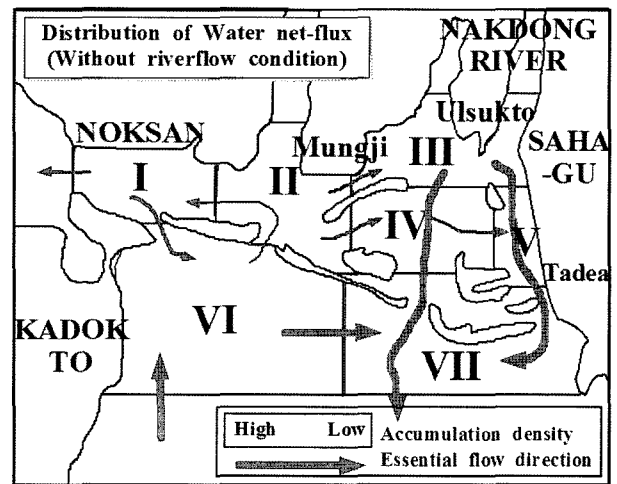 Distribution of Water net-flux
(Without riverflow condition)
NAKDONG
RIVER
Ulsukto
NOKSAN
Mungji
SAHA
-GU
I
II
III
IV
V
Tadea
KADOK
TO
VI
VII
High Low
Accumulation density
Essential flow direction